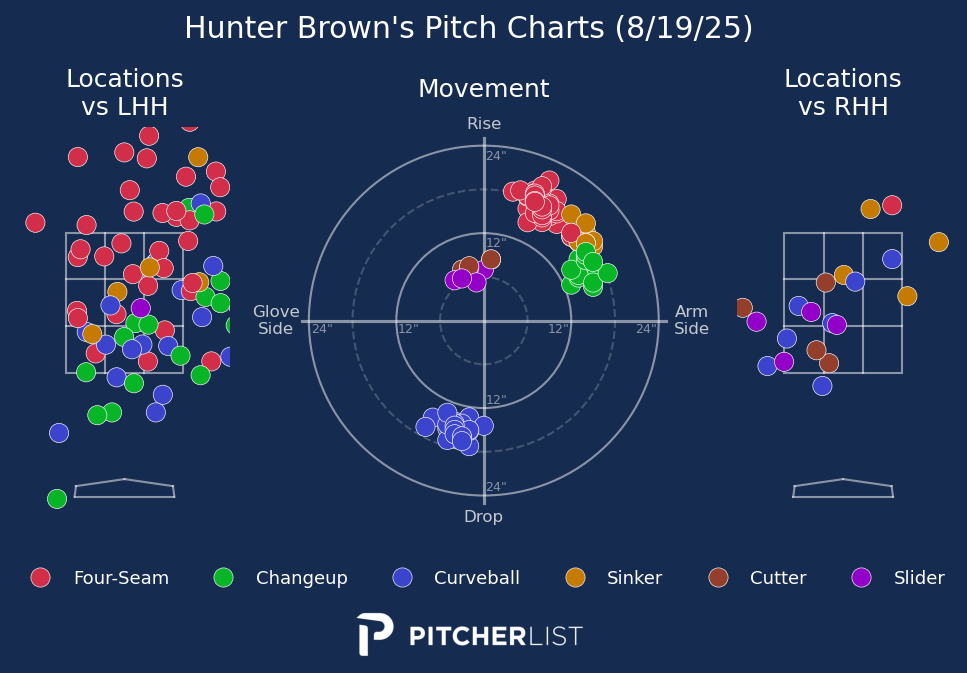 Hunter Brown's Pitch Charts (8/19/25)
Locations
vs LHH
Movement
Locations
vs RHH
Rise
24"
12"
Glove
Side
24"
12"
12"
24"
Arm
Side
12"
24"
Drop
Four-Seam
Changeup
Curveball
Sinker
Cutter
Slider
PITCHERLIST